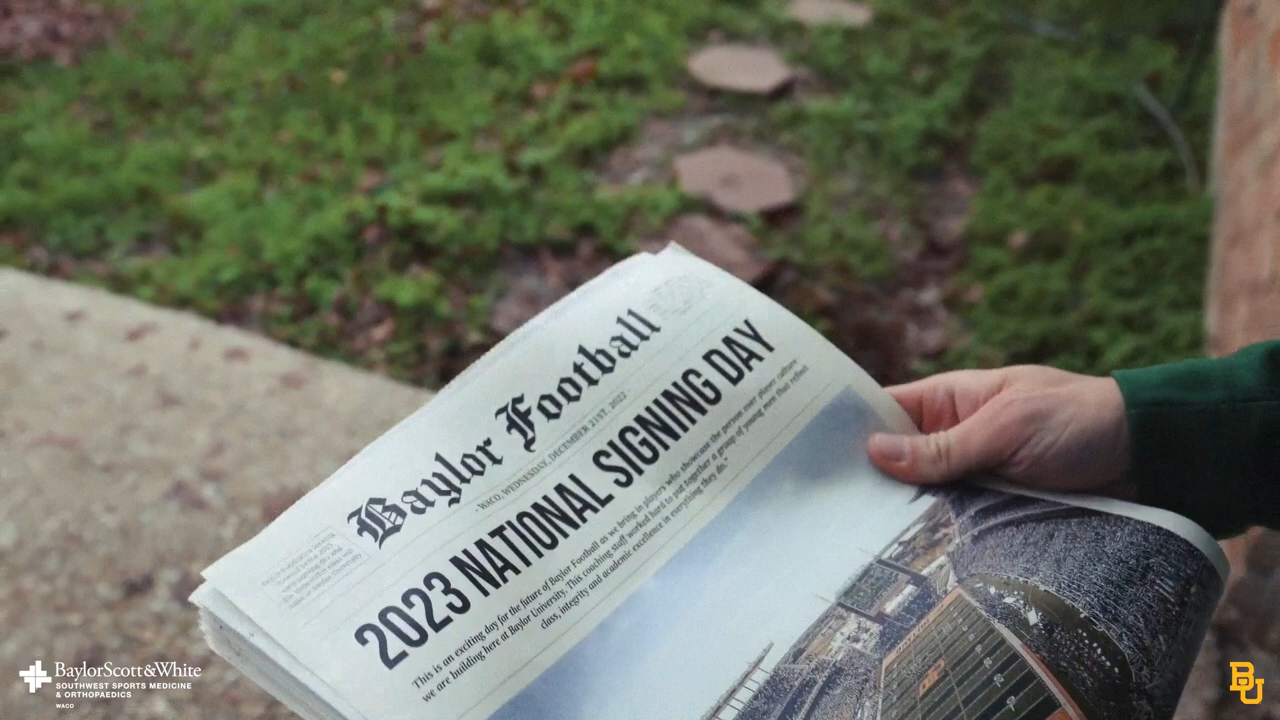 Baylor Football
WACO, WEDNESDAY, DECEMBER 21ST, 2022
2023 NATIONAL SIGNING DAY
This is an exciting day for the future of Baylor Football as we bring in players who showcase the person over player culture
we are building here at Baylor University. This coaching staff worked hard to put together a group of young men that reflect
class, integrity and academic excellence in everything they do."
BaylorScott&White
SOUTHWEST SPORTS MEDICINE
& ORTHOPAEDICS
WACO
BU